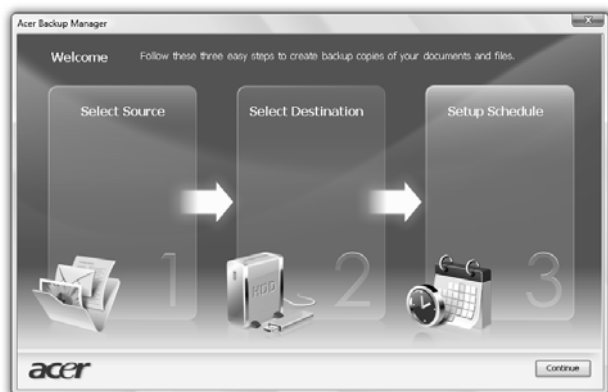 Acer Backup Manager
Welcome
Follow these three easy steps to create backup copies of your documents and files.
Select Source
Select Destination
Setup Schedule
HDD
1
2
3
acer
Continue